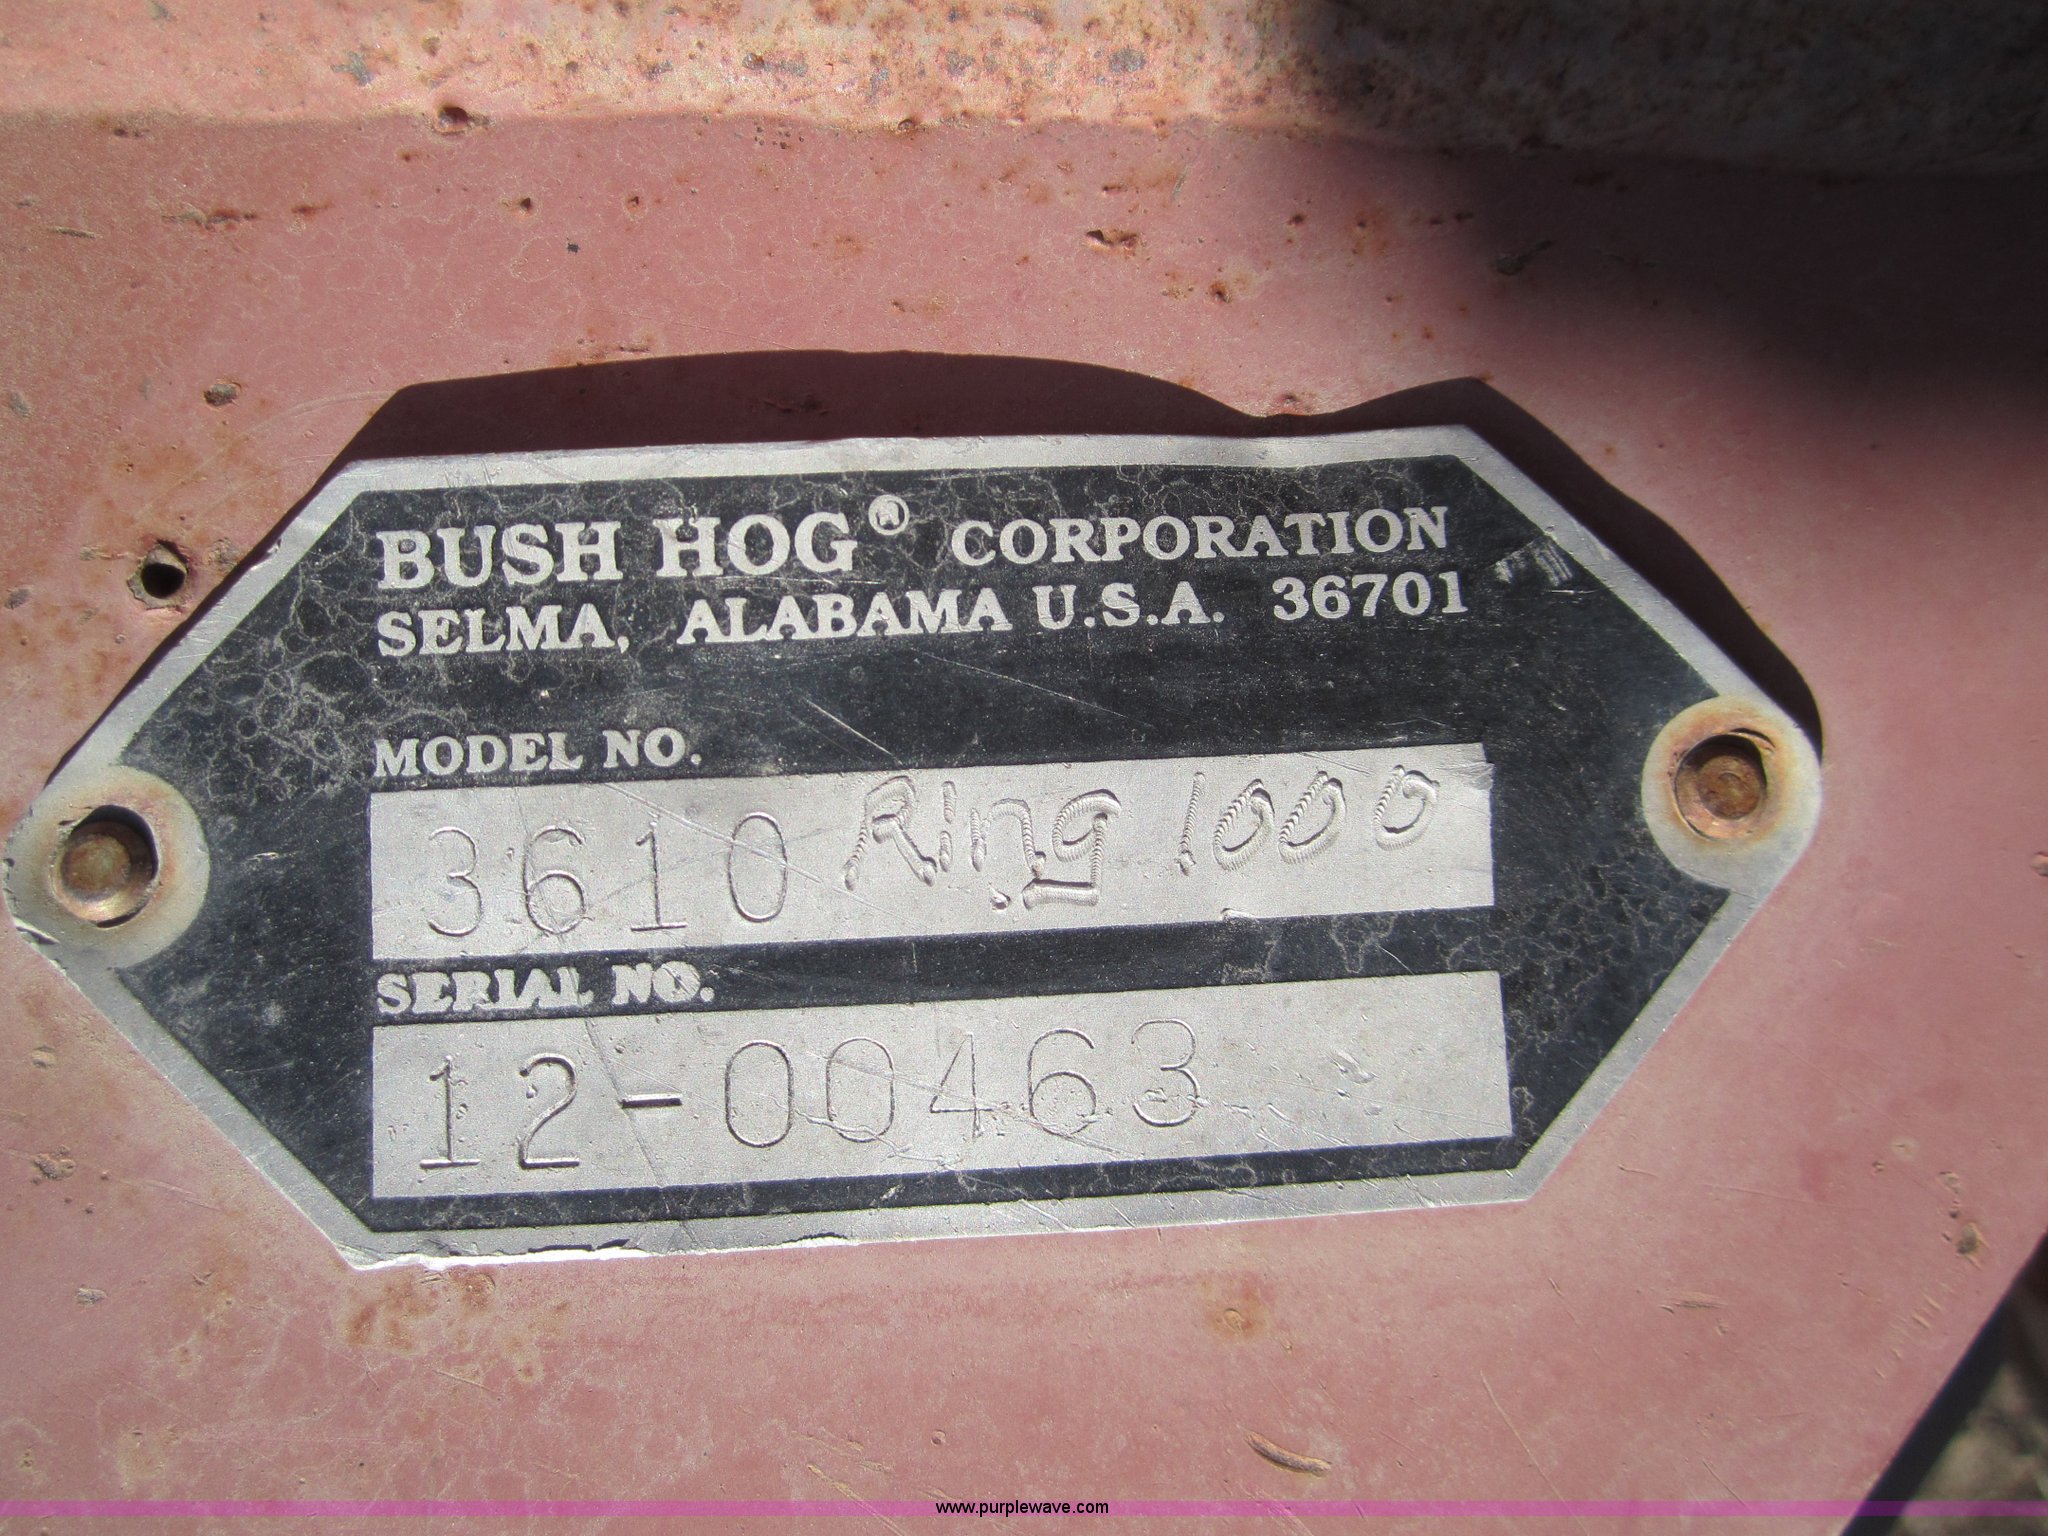 BUSH HOG® CORPORATION
SELMA, ALABAMA U.S.A. 36701
MODEL NO.
3610 Ring 1000
SERIAL NO.
12-00463
www.purplewave.com